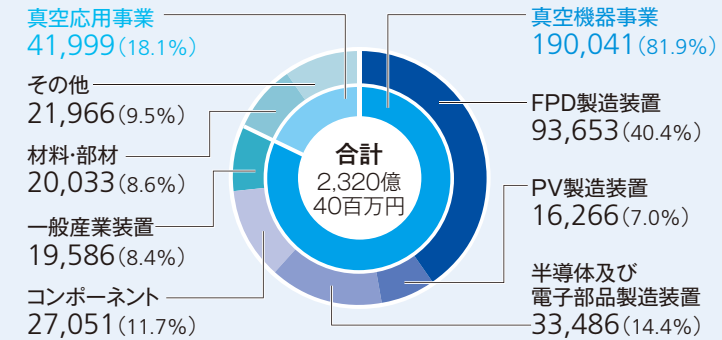 真空応用事業
41,999(18.1%)
その他
21,966(9.5%)
材料・部材
20,033(8.6%)
一般産業装置
19,586(8.4%)
コンポーネント
27,051(11.7%)
合計
2,320億
40百万円
真空機器事業
190,041(81.9%)
FPD製造装置
93,653(40.4%)
PV製造装置
16,266(7.0%)
半導体及び
電子部品製造装置
33,486(14.4%)